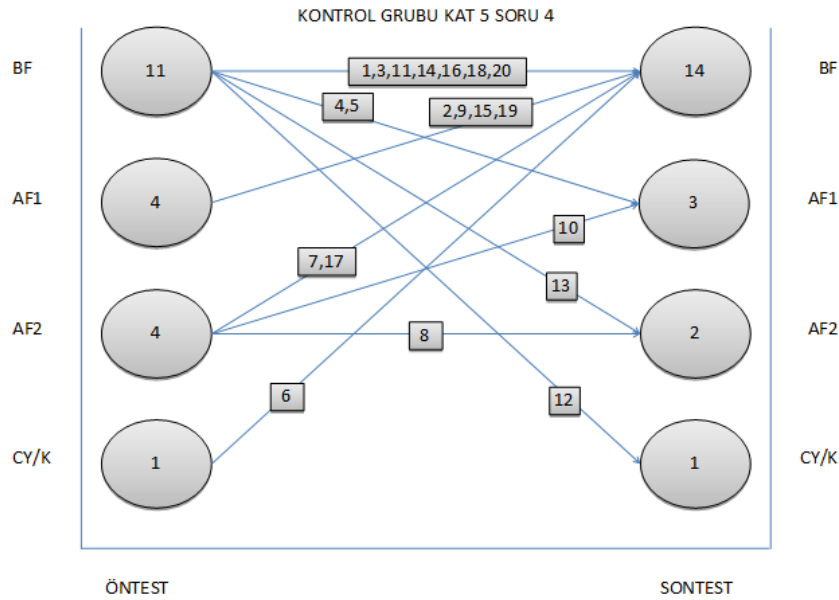 KONTROL GRUBU KAT 5 SORU 4
BF 11 1,3,11,14,16,18,20 14 BF
4,5 2,9,15,19
AF1 4 3 AF1
10
7,17
13
AF2 4 8 2 AF2
6 12
CY/K 1 1 CY/K
ÖNTEST SONTEST